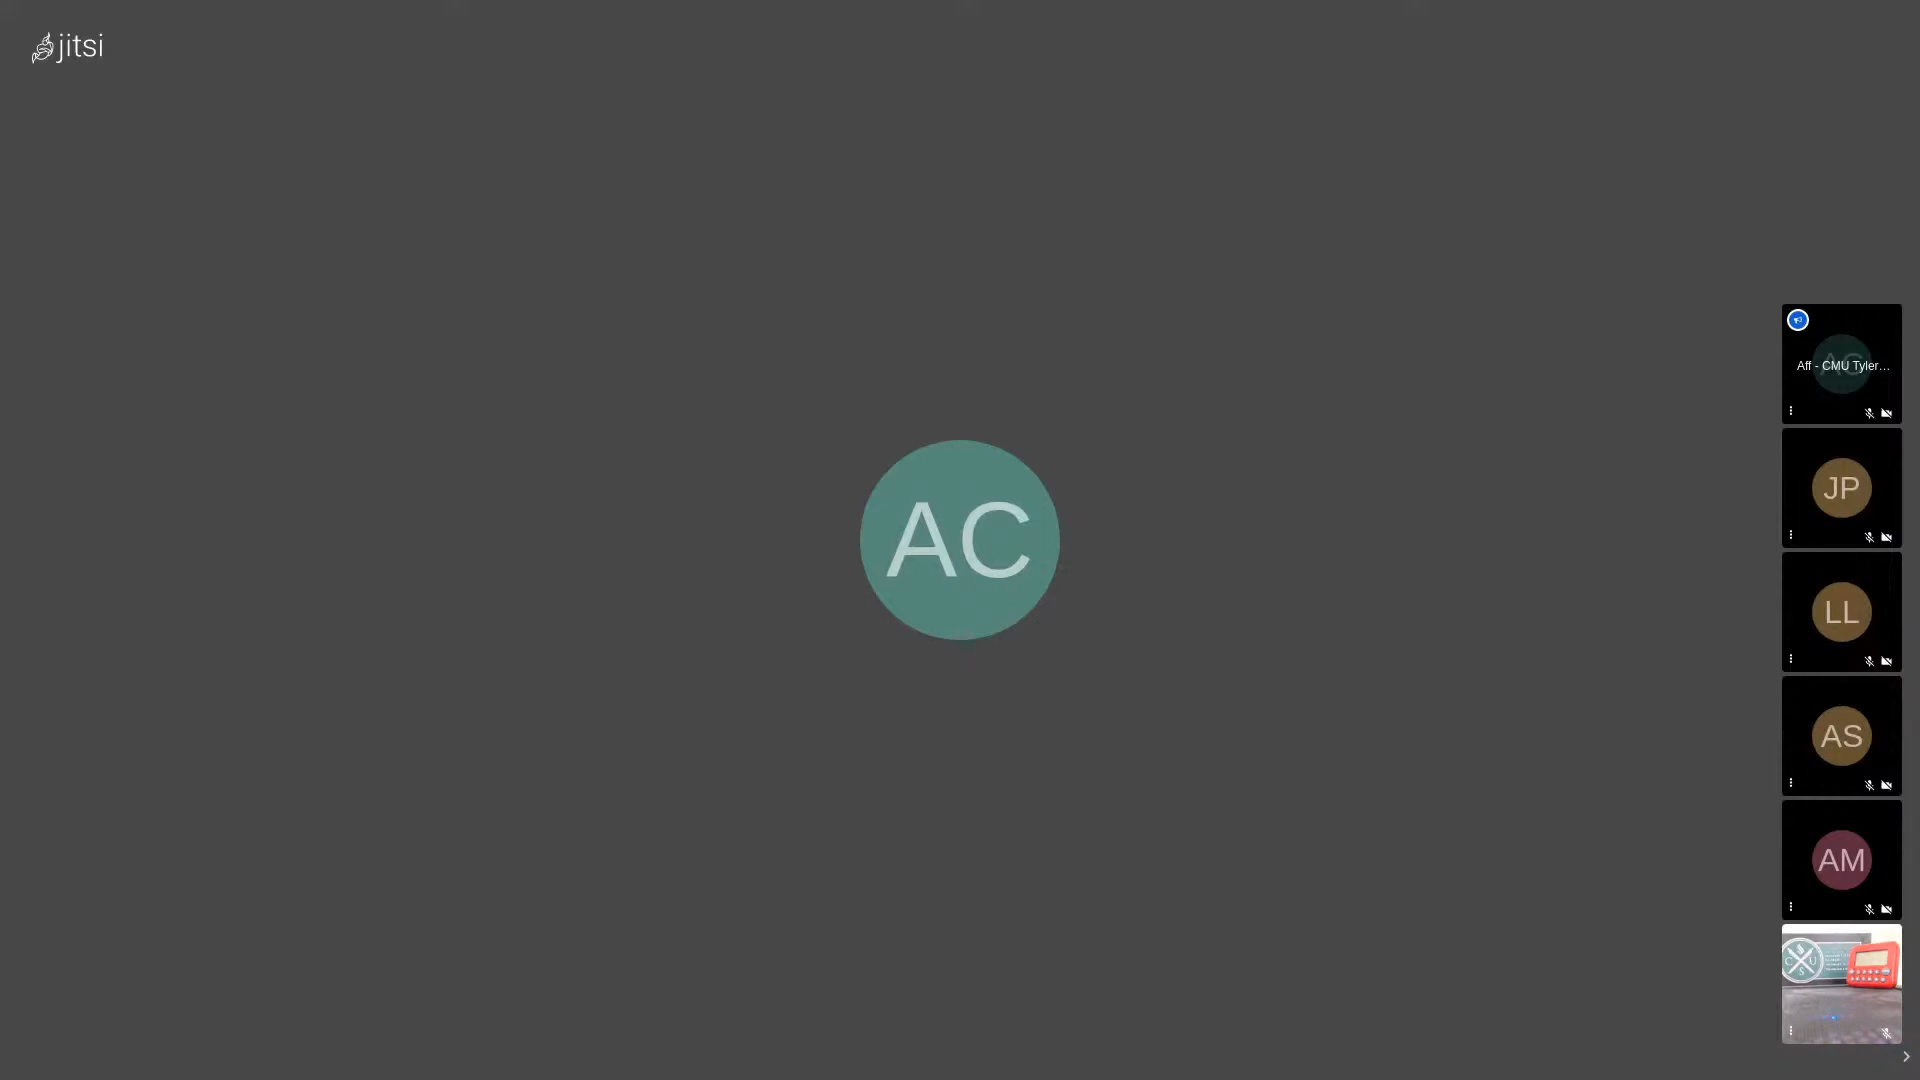 jitsi
AC
Aff - CMU Tyler...
JP
LL
AS
AM
C U
S